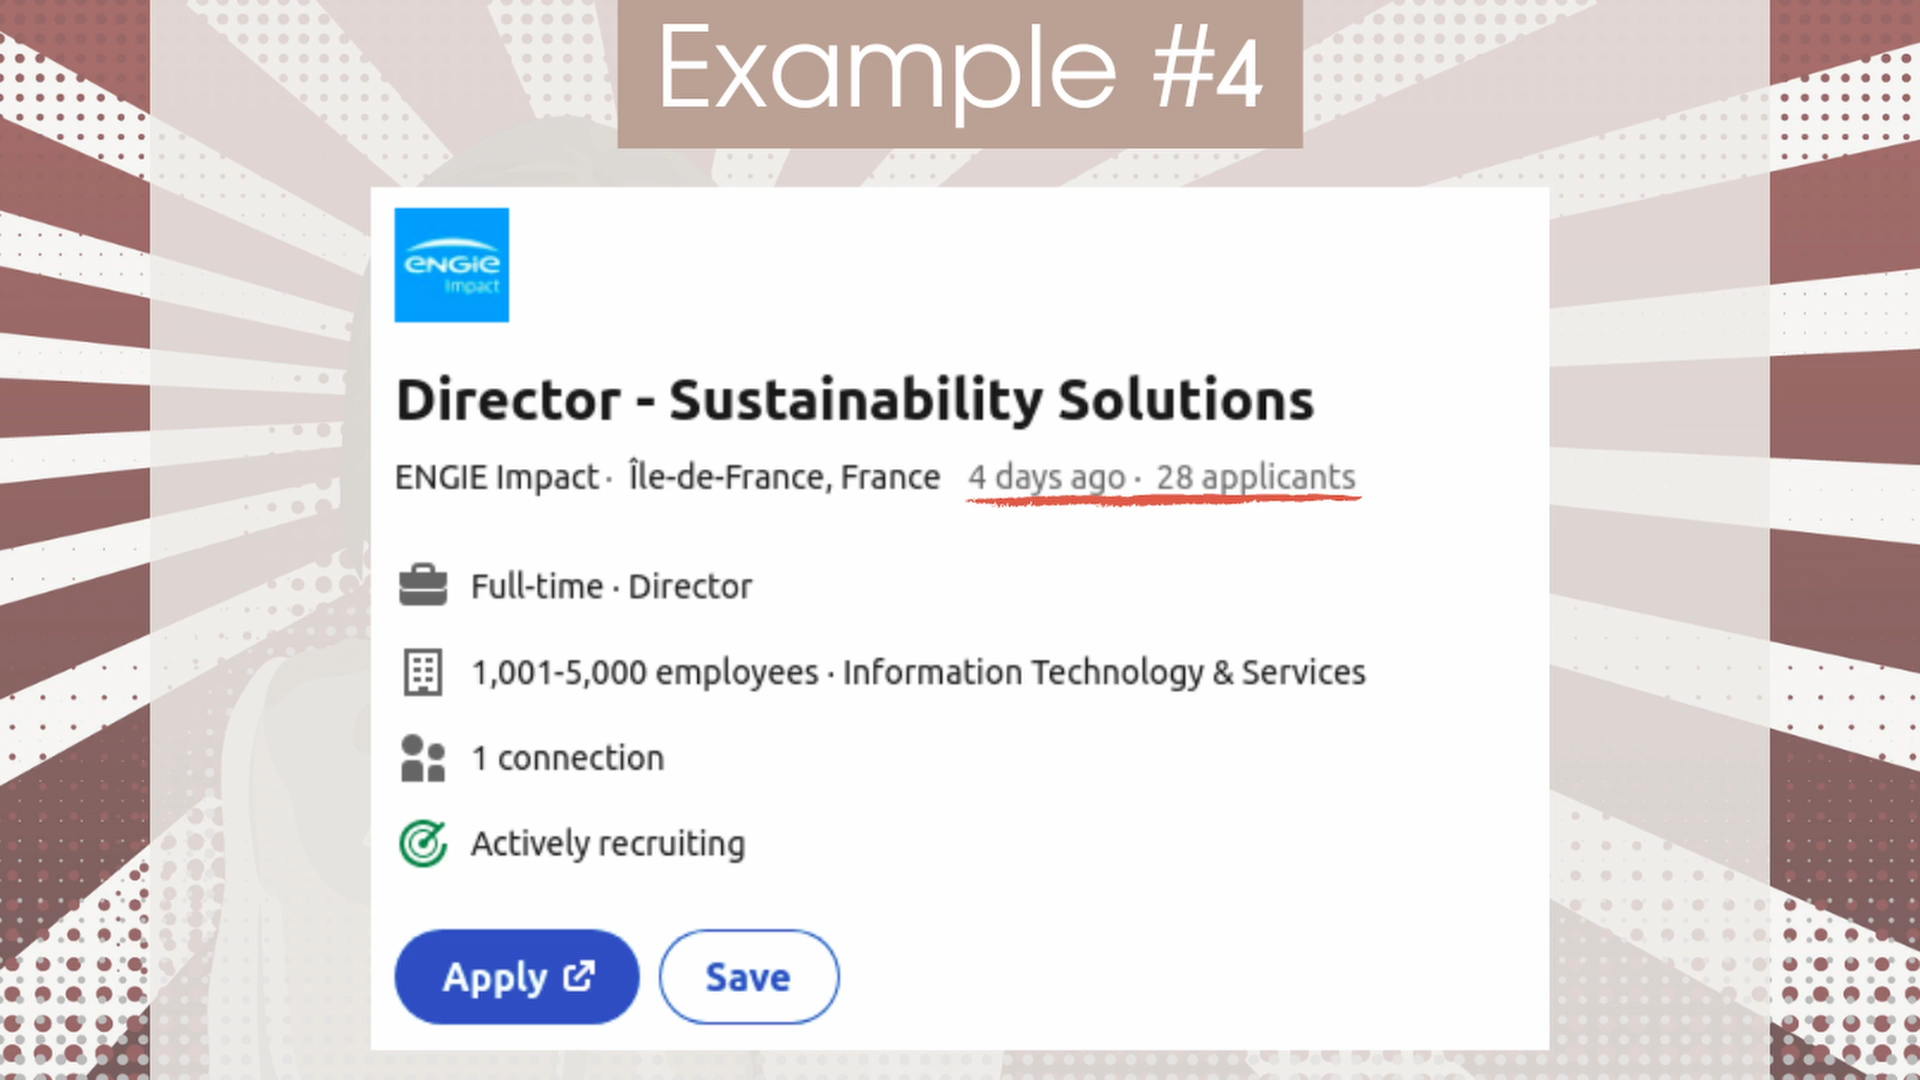 Example #4
ENGIE
Impact
Director - Sustainability Solutions
ENGIE Impact · Île-de-France, France 4 days ago · 28 applicants
Full-time · Director
1,001-5,000 employees · Information Technology & Services
1 connection
Actively recruiting
Apply
Save